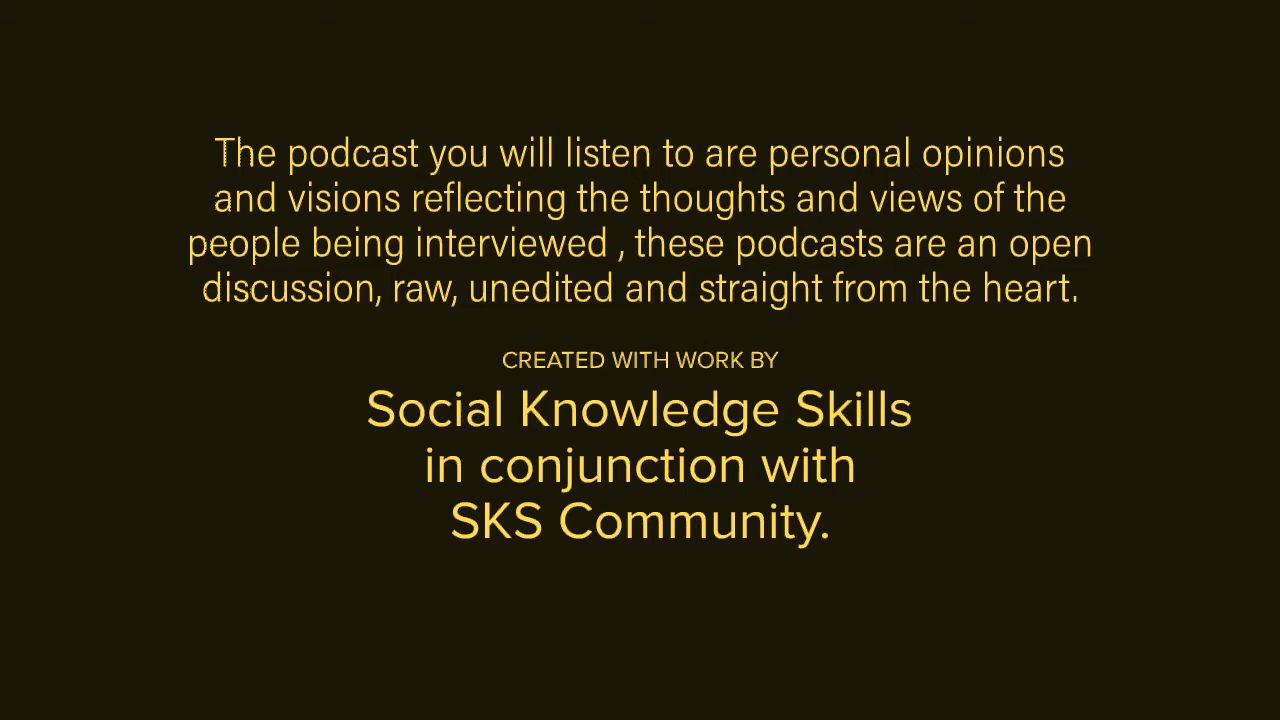 The podcast you will listen to are personal opinions
and visions reflecting the thoughts and views of the
people being interviewed , these podcasts are an open
discussion, raw, unedited and straight from the heart.
CREATED WITH WORK BY
Social Knowledge Skills
in conjunction with
SKS Community.